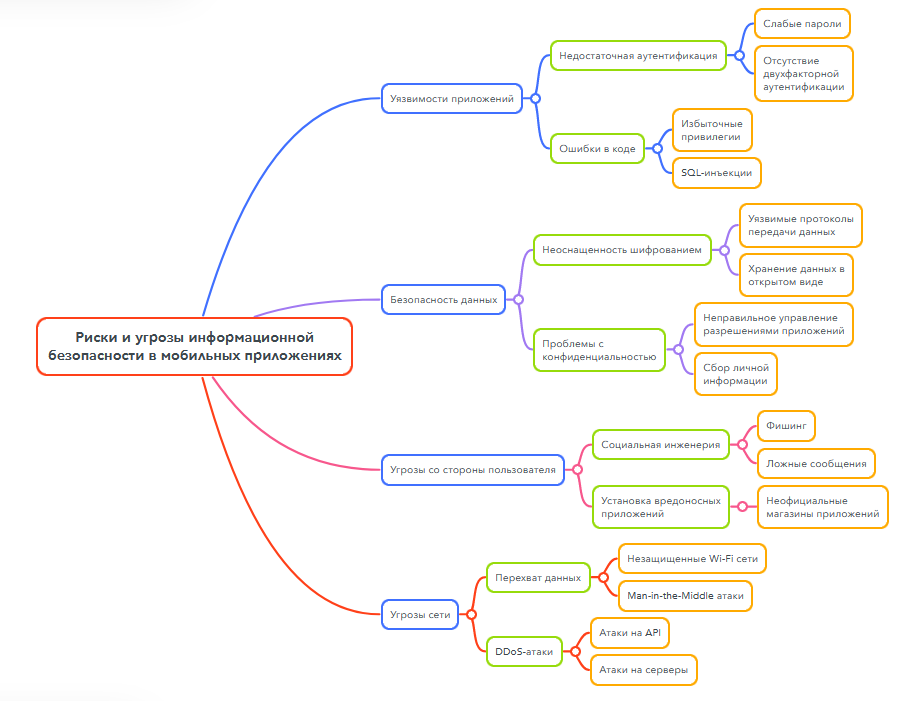 Риски и угрозы информационной
безопасности в мобильных приложениях
Уязвимости приложений
Недостаточная аутентификация
Слабые пароли
Отсутствие
двухфакторной
аутентификации
Ошибки в коде
Избыточные
привилегии
SQL-инъекции
Безопасность данных
Неоснащенность шифрованием
Уязвимые протоколы
передачи данных
Хранение данных в
открытом виде
Проблемы с
конфиденциальностью
Неправильное управление
разрешениями приложений
Сбор личной
информации
Угрозы со стороны пользователя
Социальная инженерия
Фишинг
Ложные сообщения
Установка вредоносных
приложений
Неофициальные
магазины приложений
Угрозы сети
Перехват данных
Незащищенные Wi-Fi сети
Man-in-the-Middle атаки
DDoS-атаки
Атаки на API
Атаки на серверы